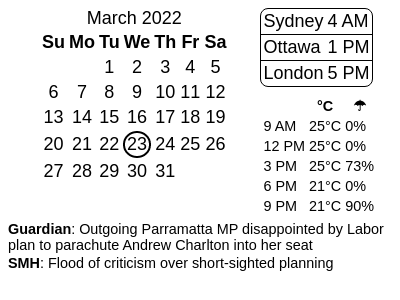 March 2022
Su Mo Tu We Th Fr Sa
1 2 3 4 5
6 7 8 9 10 11 12
13 14 15 16 17 18 19
20 21 22 23 24 25 26
27 28 29 30 31
Sydney 4 AM
Ottawa 1 PM
London 5 PM
°C ☂
9 AM 25°C 0%
12 PM 25°C 0%
3 PM 25°C 73%
6 PM 21°C 0%
9 PM 21°C 90%
Guardian: Outgoing Parramatta MP disappointed by Labor
plan to parachute Andrew Charlton into her seat
SMH: Flood of criticism over short-sighted planning